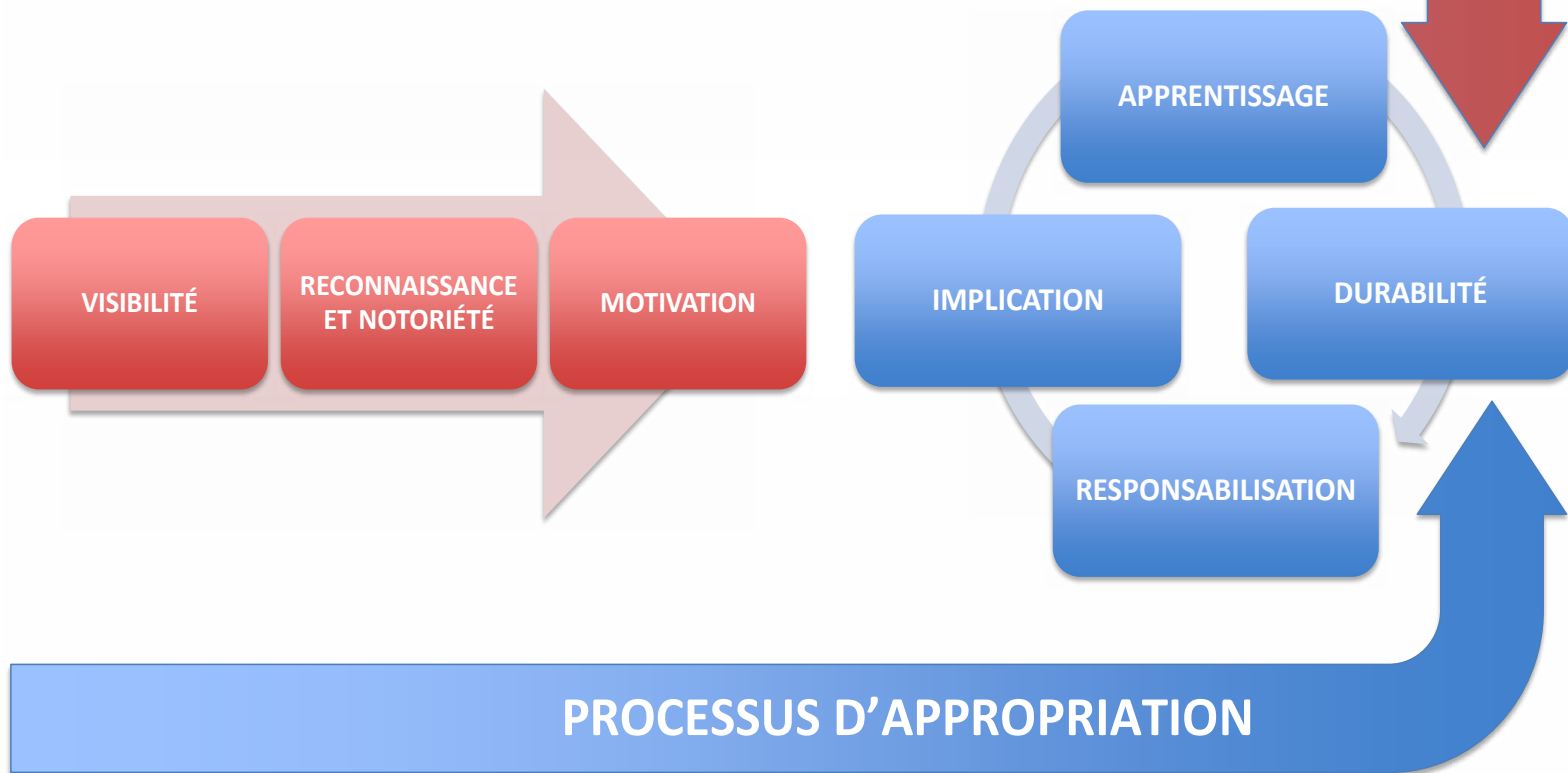 APPRENTISSAGE
VISIBILITÉ
RECONNAISSANCE
ET NOTORIÉTÉ
MOTIVATION
IMPLICATION
DURABILITÉ
RESPONSABILISATION
PROCESSUS D’APPROPRIATION